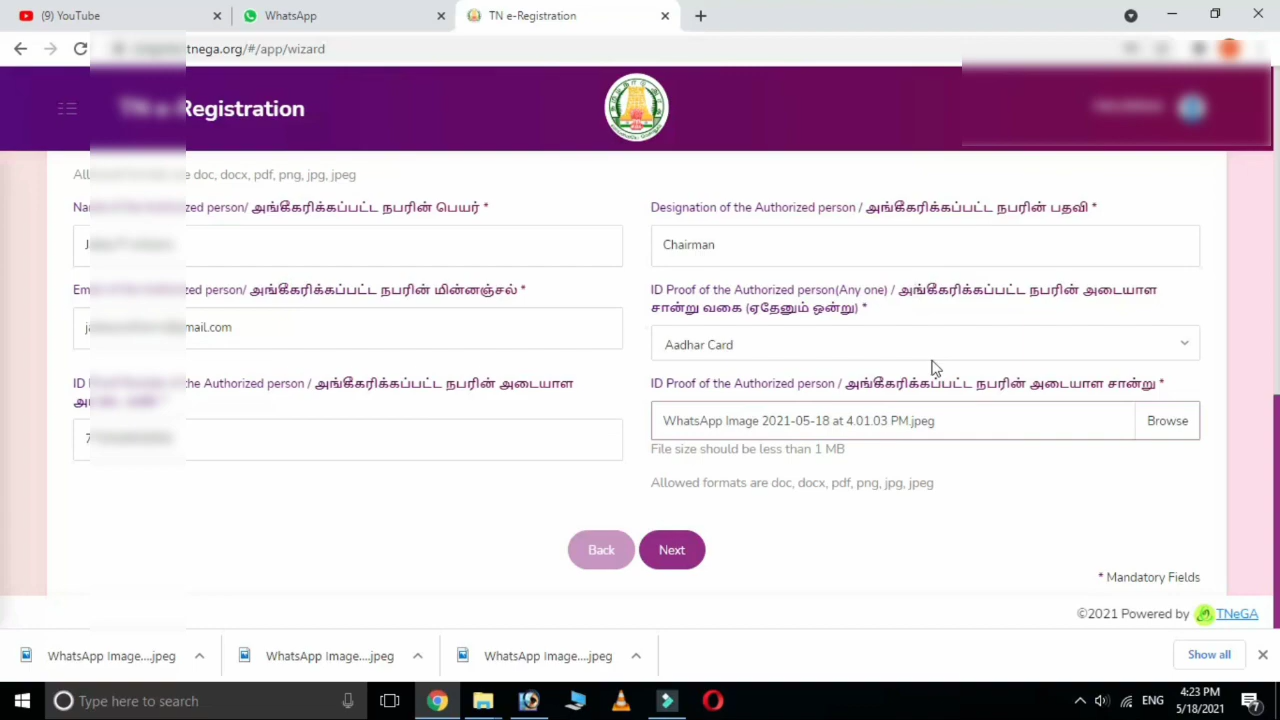 (9) YouTube
WhatsApp
TN e-Registration
tnega.org/#/app/wizard
TN e-Registration
doc, docx, pdf, png, jpg, jpeg
Authorized person/ அங்கீகரிக்கப்பட்ட நபரின் பெயர் *
Designation of the Authorized person / அங்கீகரிக்கப்பட்ட நபரின் பதவி *
Chairman
person/ அங்கீகரிக்கப்பட்ட நபரின் மின்னஞ்சல் *
ID Proof of the Authorized person(Any one) / அங்கீகரிக்கப்பட்ட நபரின் அடையாள
சான்று வகை (ஏதேனும் ஒன்று) *
mail.com
Aadhar Card
ID the Authorized person / அங்கீகரிக்கப்பட்ட நபரின் அடையாள
ID Proof of the Authorized person / அங்கீகரிக்கப்பட்ட நபரின் அடையாள சான்று *
WhatsApp Image 2021-05-18 at 4.01.03 PM.jpeg
Browse
File size should be less than 1 MB
Allowed formats are doc, docx, pdf, png, jpg, jpeg
Back
Next
* Mandatory Fields
©2021 Powered by TNeGA
WhatsApp Image....jpeg
WhatsApp Image....jpeg
WhatsApp Image....jpeg
Show all
Type here to search
ENG
4:23 PM
5/18/2021
7